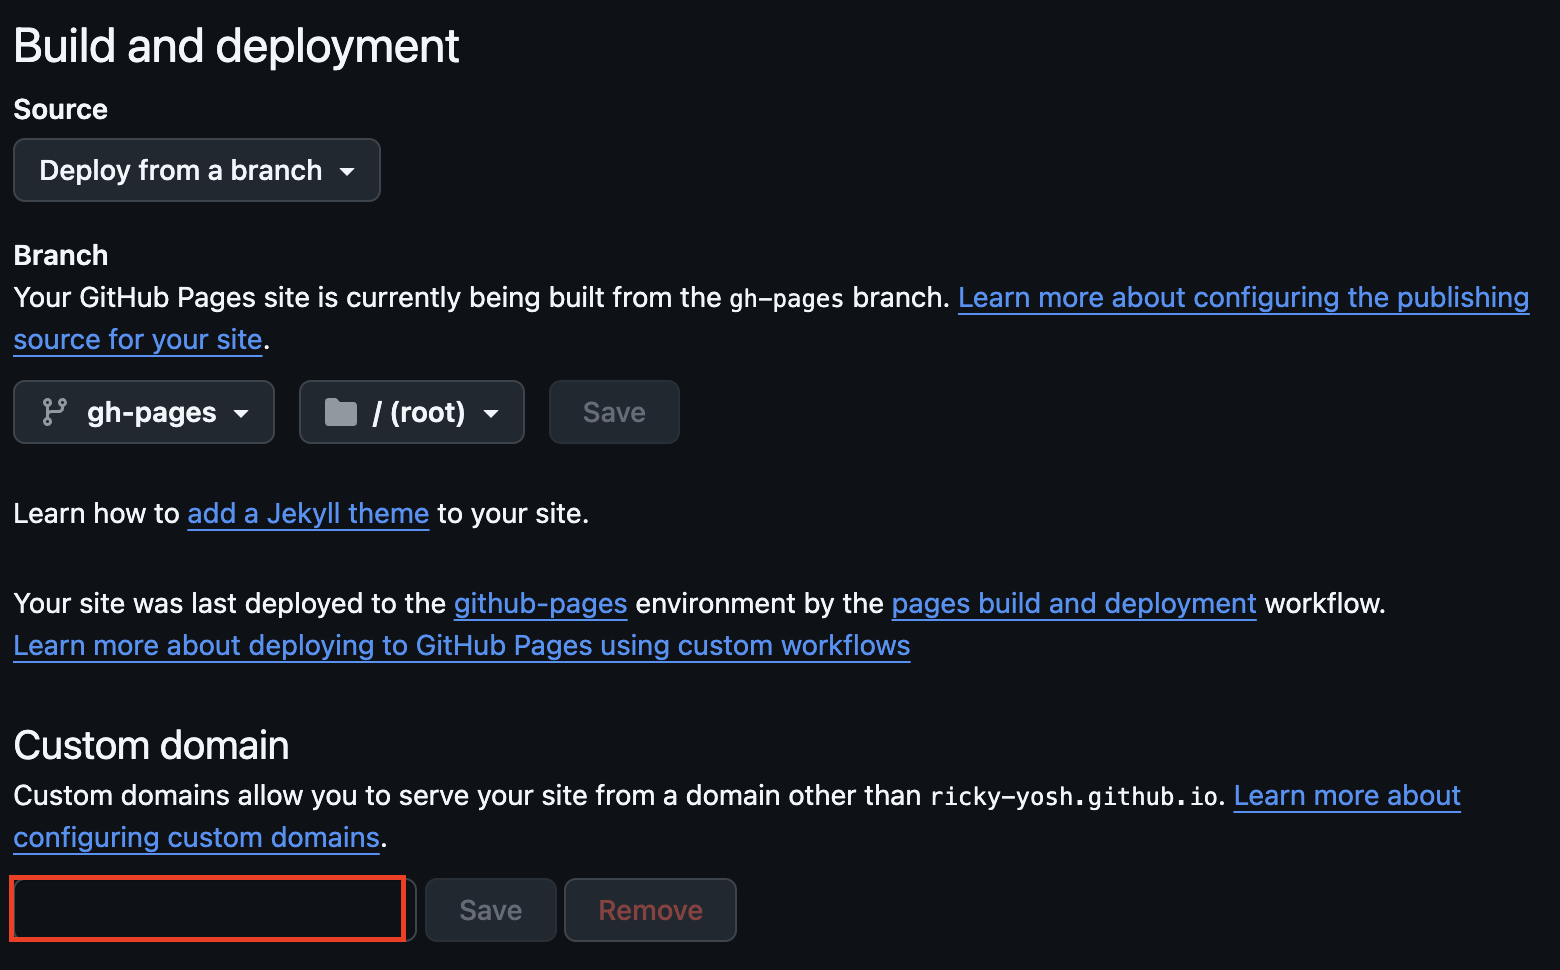 Build and deployment
Source
Deploy from a branch
Branch
Your GitHub Pages site is currently being built from the gh-pages branch. Learn more about configuring the publishing
source for your site.
gh-pages / (root) Save
Learn how to add a Jekyll theme to your site.
Your site was last deployed to the github-pages environment by the pages build and deployment workflow.
Learn more about deploying to GitHub Pages using custom workflows
Custom domain
Custom domains allow you to serve your site from a domain other than ricky-yosh.github.io. Learn more about
configuring custom domains.
Save Remove